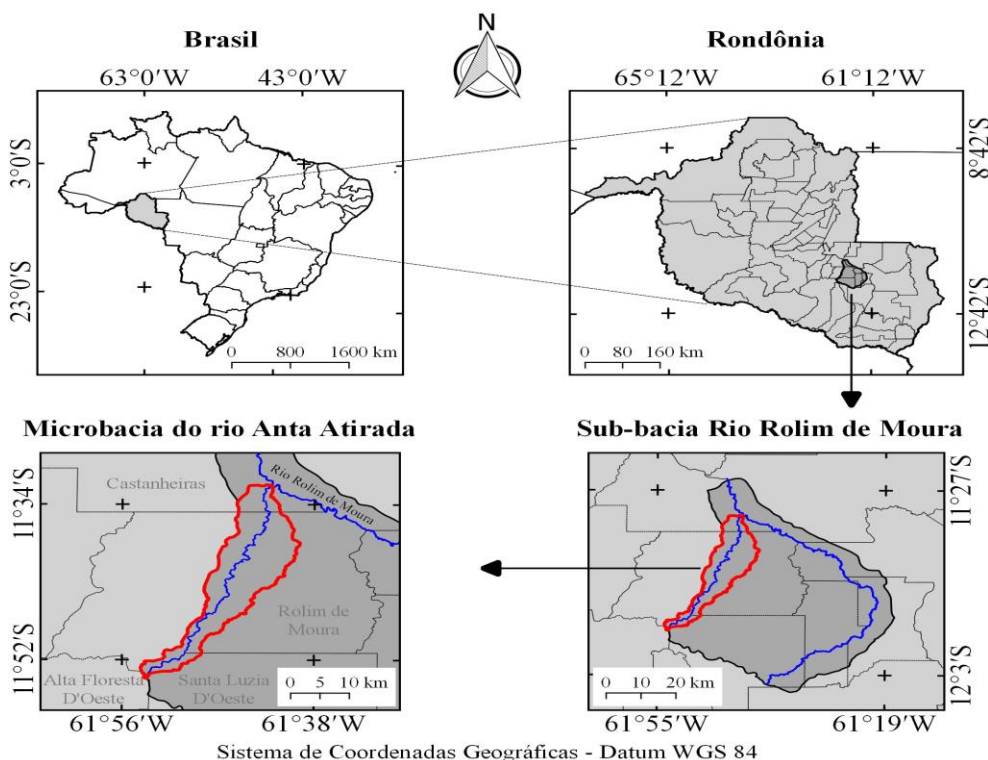 Brasil
N
Rondônia
63°0'W 43°0'W
65°12'W 61°12'W
3°0'S
23°0'S
0 800 1600 km
8°42'S
12°42'S
0 80 160 km
Microbacia do rio Anta Atirada
Sub-bacia Rio Rolim de Moura
Castanheiras
Rio Rolim de Moura
11°34'S
11°52'S
Rolim de
Moura
Alta Floresta
D'Oeste
Santa Luzia
D'Oeste
0 5 10 km
61°56'W 61°38'W
11°27'S
12°3'S
0 10 20 km
61°55'W 61°19'W
Sistema de Coordenadas Geográficas - Datum WGS 84